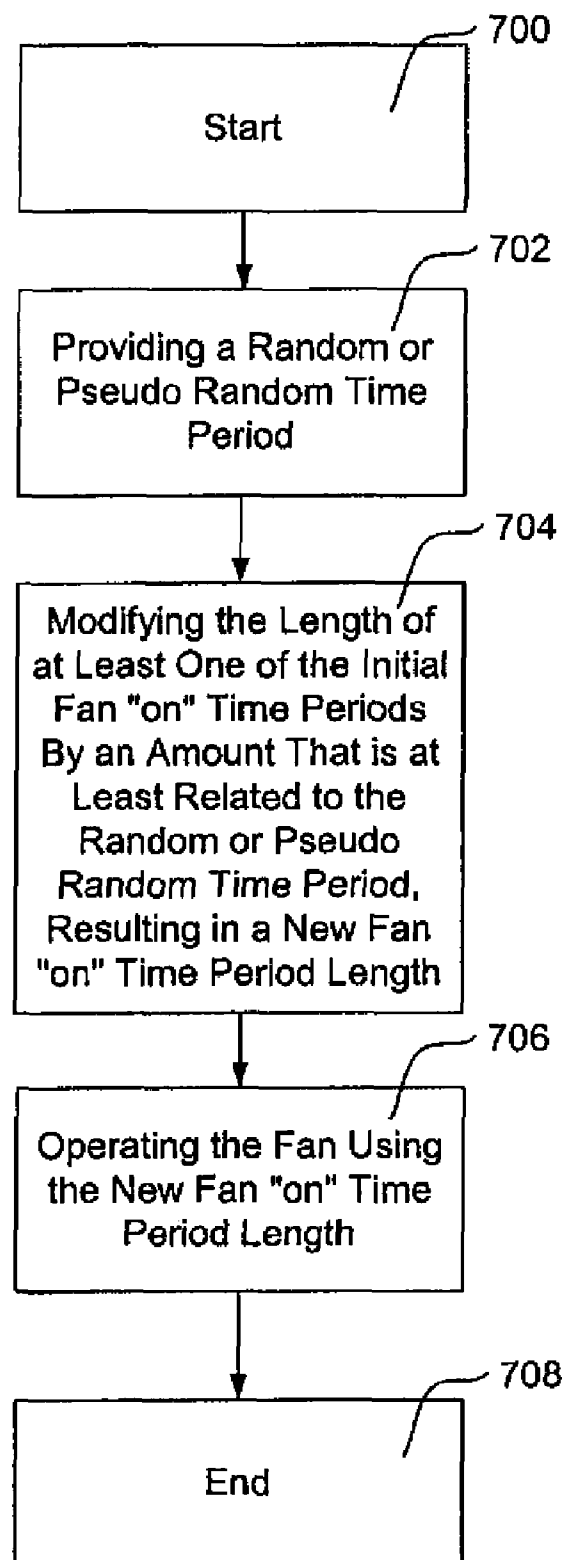 700
Start
702
Providing a Random or
Pseudo Random Time
Period
704
Modifying the Length of
at Least One of the Initial
Fan "on" Time Periods
By an Amount That is at
Least Related to the
Random or Pseudo
Random Time Period,
Resulting in a New Fan
"on" Time Period Length
706
Operating the Fan Using
the New Fan "on" Time
Period Length
708
End